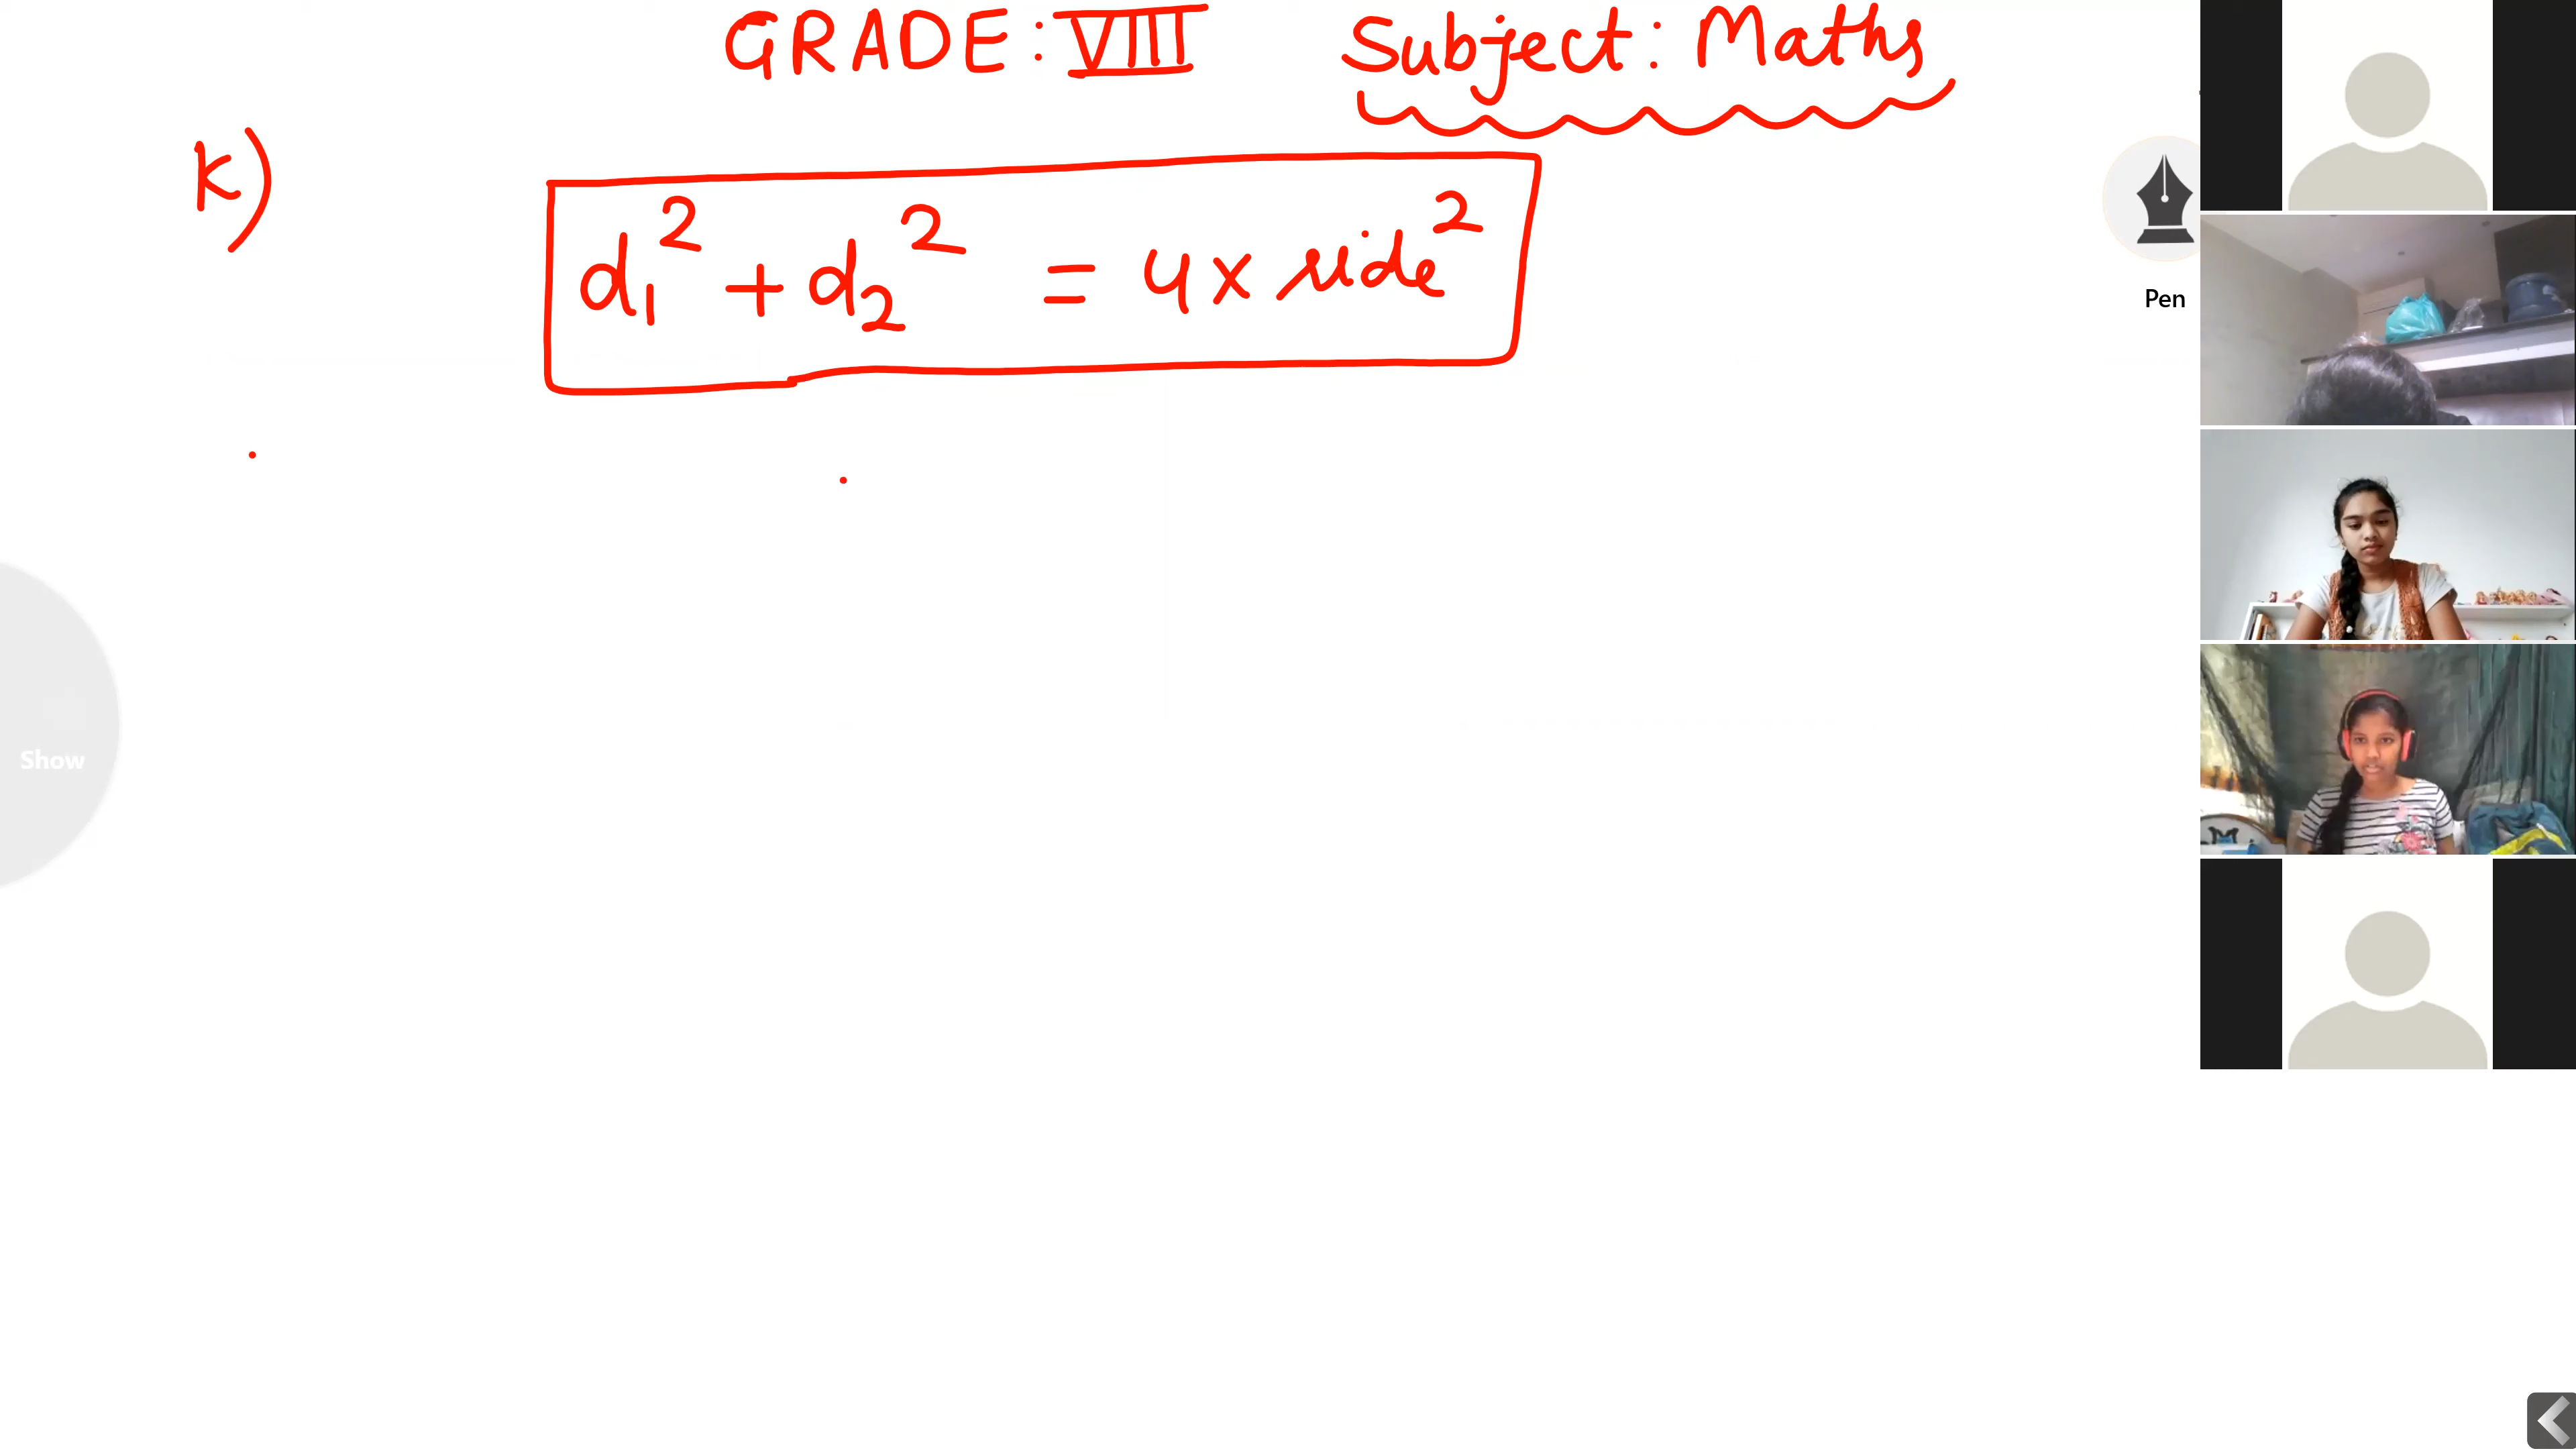 GRADE: VIII Subject: Maths
K)
d₁² + d₂² = 4 x side²
Pen
Show